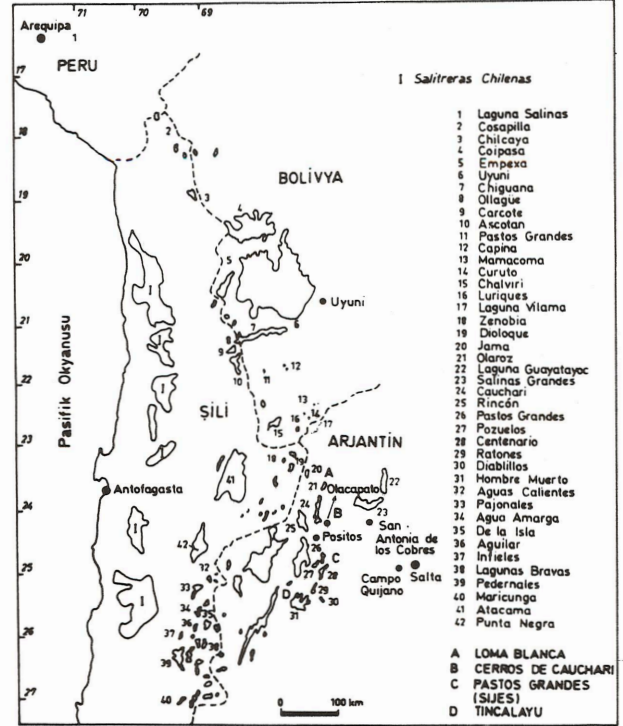 71 70 69
Arequipa
1
PERU
17
18
19
20
21
22
23
24
25
26
27
2
3
BOLİVYA
4
5
Uyuni
6
7
8
9
10
11
12
13
14
15
16
17
ŞİLİ
ARJANTİN
Pasifik Okyanusu
I
I
I
I
I
I
18
19
20
A
21
22
Olacapato
23
24
B
41
Antofagasta
San
Antonia de
los Cobres
25
Positos
42
26
C
27
28
Campo
Quijano
Salta
32
33
D
29
30
31
34
35
36
37
38
39
40
0 100 km
I Salitreras Chilenas
1 Laguna Salinas
2 Cosapilla
3 Chilcaya
4 Coipasa
5 Empexa
6 Uyuni
7 Chiguana
8 Ollagüe
9 Carcote
10 Ascotan
11 Pastos Grandes
12 Capina
13 Mamacoma
14 Curuto
15 Chalviri
16 Luriques
17 Laguna Vilama
18 Zenobia
19 Dioloque
20 Jama
21 Olaroz
22 Laguna Guayatayoc
23 Salinas Grandes
24 Cauchari
25 Rincón
26 Pastos Grandes
27 Pozuelos
28 Centenario
29 Ratones
30 Diablillos
31 Hombre Muerto
32 Aguas Calientes
33 Pajonales
34 Agua Amarga
35 De la Isla
36 Aguilar
37 Infieles
38 Lagunas Bravas
39 Pedernales
40 Maricunga
41 Atacama
42 Punta Negra
A LOMA BLANCA
B CERROS DE CAUCHARI
C PASTOS GRANDES
(SIJES)
D TINCALAYU